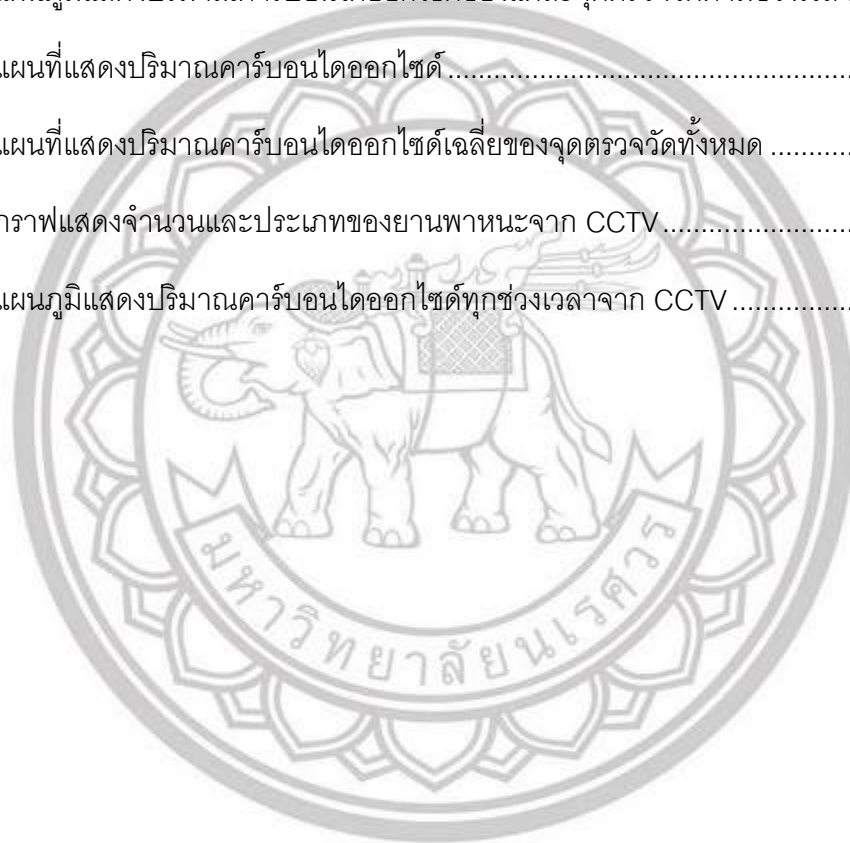 แผนที่แสดงปริมาณคาร์บอนไดออกไซด์
แผนที่แสดงปริมาณคาร์บอนไดออกไซด์เฉลี่ยของจุดตรวจวัดทั้งหมด
กราฟแสดงจำนวนและประเภทของยานพาหนะจาก CCTV
แผนภูมิแสดงปริมาณคาร์บอนไดออกไซด์ทุกช่วงเวลาจาก CCTV
มหาวิทยาลัยนเรศวร